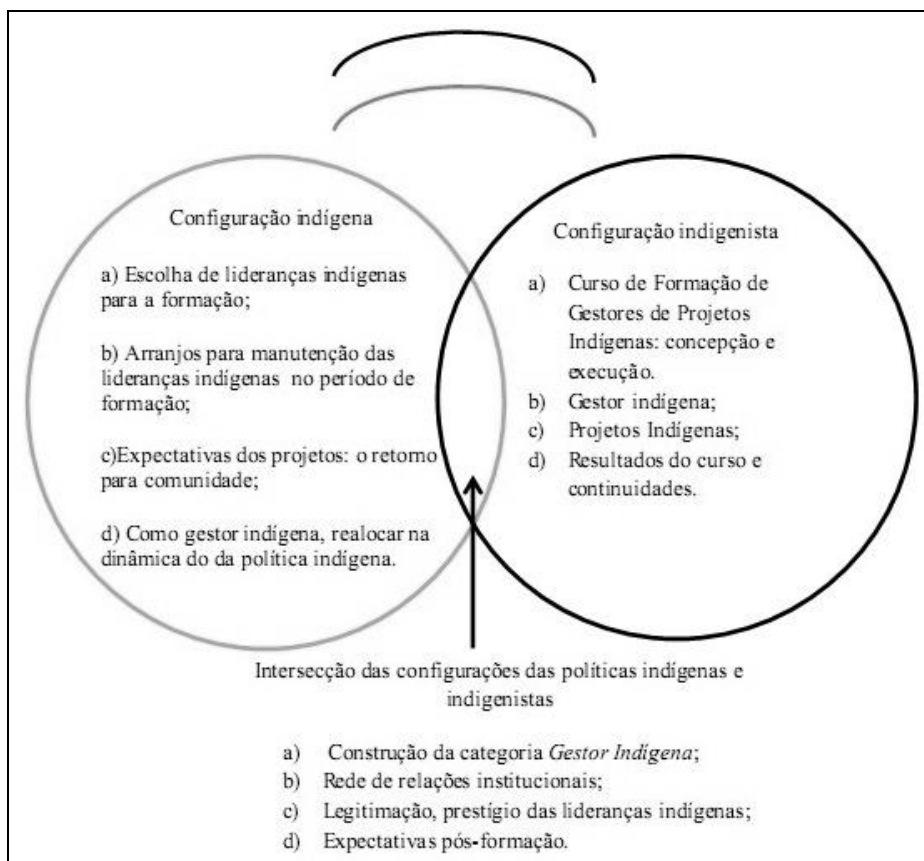 Configuração indígena
a) Escolha de lideranças indígenas
para a formação;
b) Arranjos para manutenção das
lideranças indígenas no período de
formação;
c)Expectativas dos projetos: o retorno
para comunidade;
d) Como gestor indígena, realocar na
dinâmica do da política indígena.
Configuração indigenista
a) Curso de Formação de
Gestores de Projetos
Indígenas: concepção e
execução.
b) Gestor indígena;
c) Projetos Indígenas;
d) Resultados do curso e
continuidades.
Intersecção das configurações das políticas indígenas e
indigenistas
a) Construção da categoria Gestor Indígena;
b) Rede de relações institucionais;
c) Legitimação, prestígio das lideranças indígenas;
d) Expectativas pós-formação.